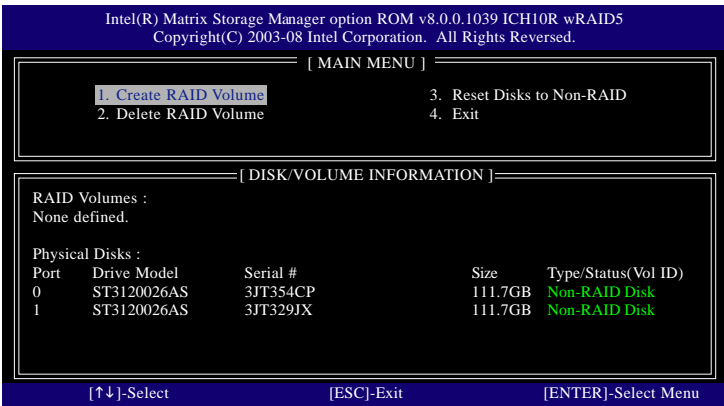 Intel(R) Matrix Storage Manager option ROM v8.0.0.1039 ICH10R wRAID5
Copyright(C) 2003-08 Intel Corporation. All Rights Reversed.
[ MAIN MENU ]
1. Create RAID Volume 3. Reset Disks to Non-RAID
2. Delete RAID Volume 4. Exit
[ DISK/VOLUME INFORMATION ]
RAID Volumes :
None defined.
Physical Disks :
Port Drive Model Serial # Size Type/Status(Vol ID)
0 ST3120026AS 3JT354CP 111.7GB Non-RAID Disk
1 ST3120026AS 3JT329JX 111.7GB Non-RAID Disk
[↑↓]-Select [ESC]-Exit [ENTER]-Select Menu